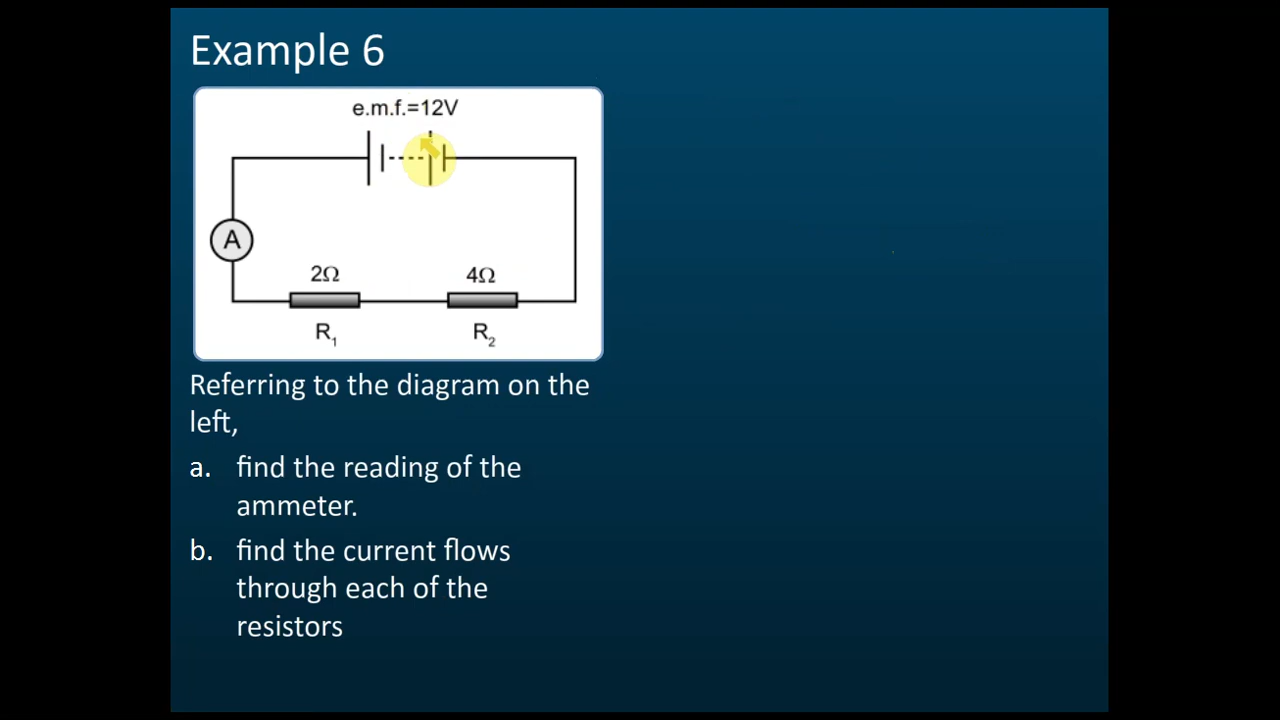 Example 6
e.m.f.=12V
A
2Ω
4Ω
R₁
R₂
Referring to the diagram on the
left,
a. find the reading of the
ammeter.
b. find the current flows
through each of the
resistors